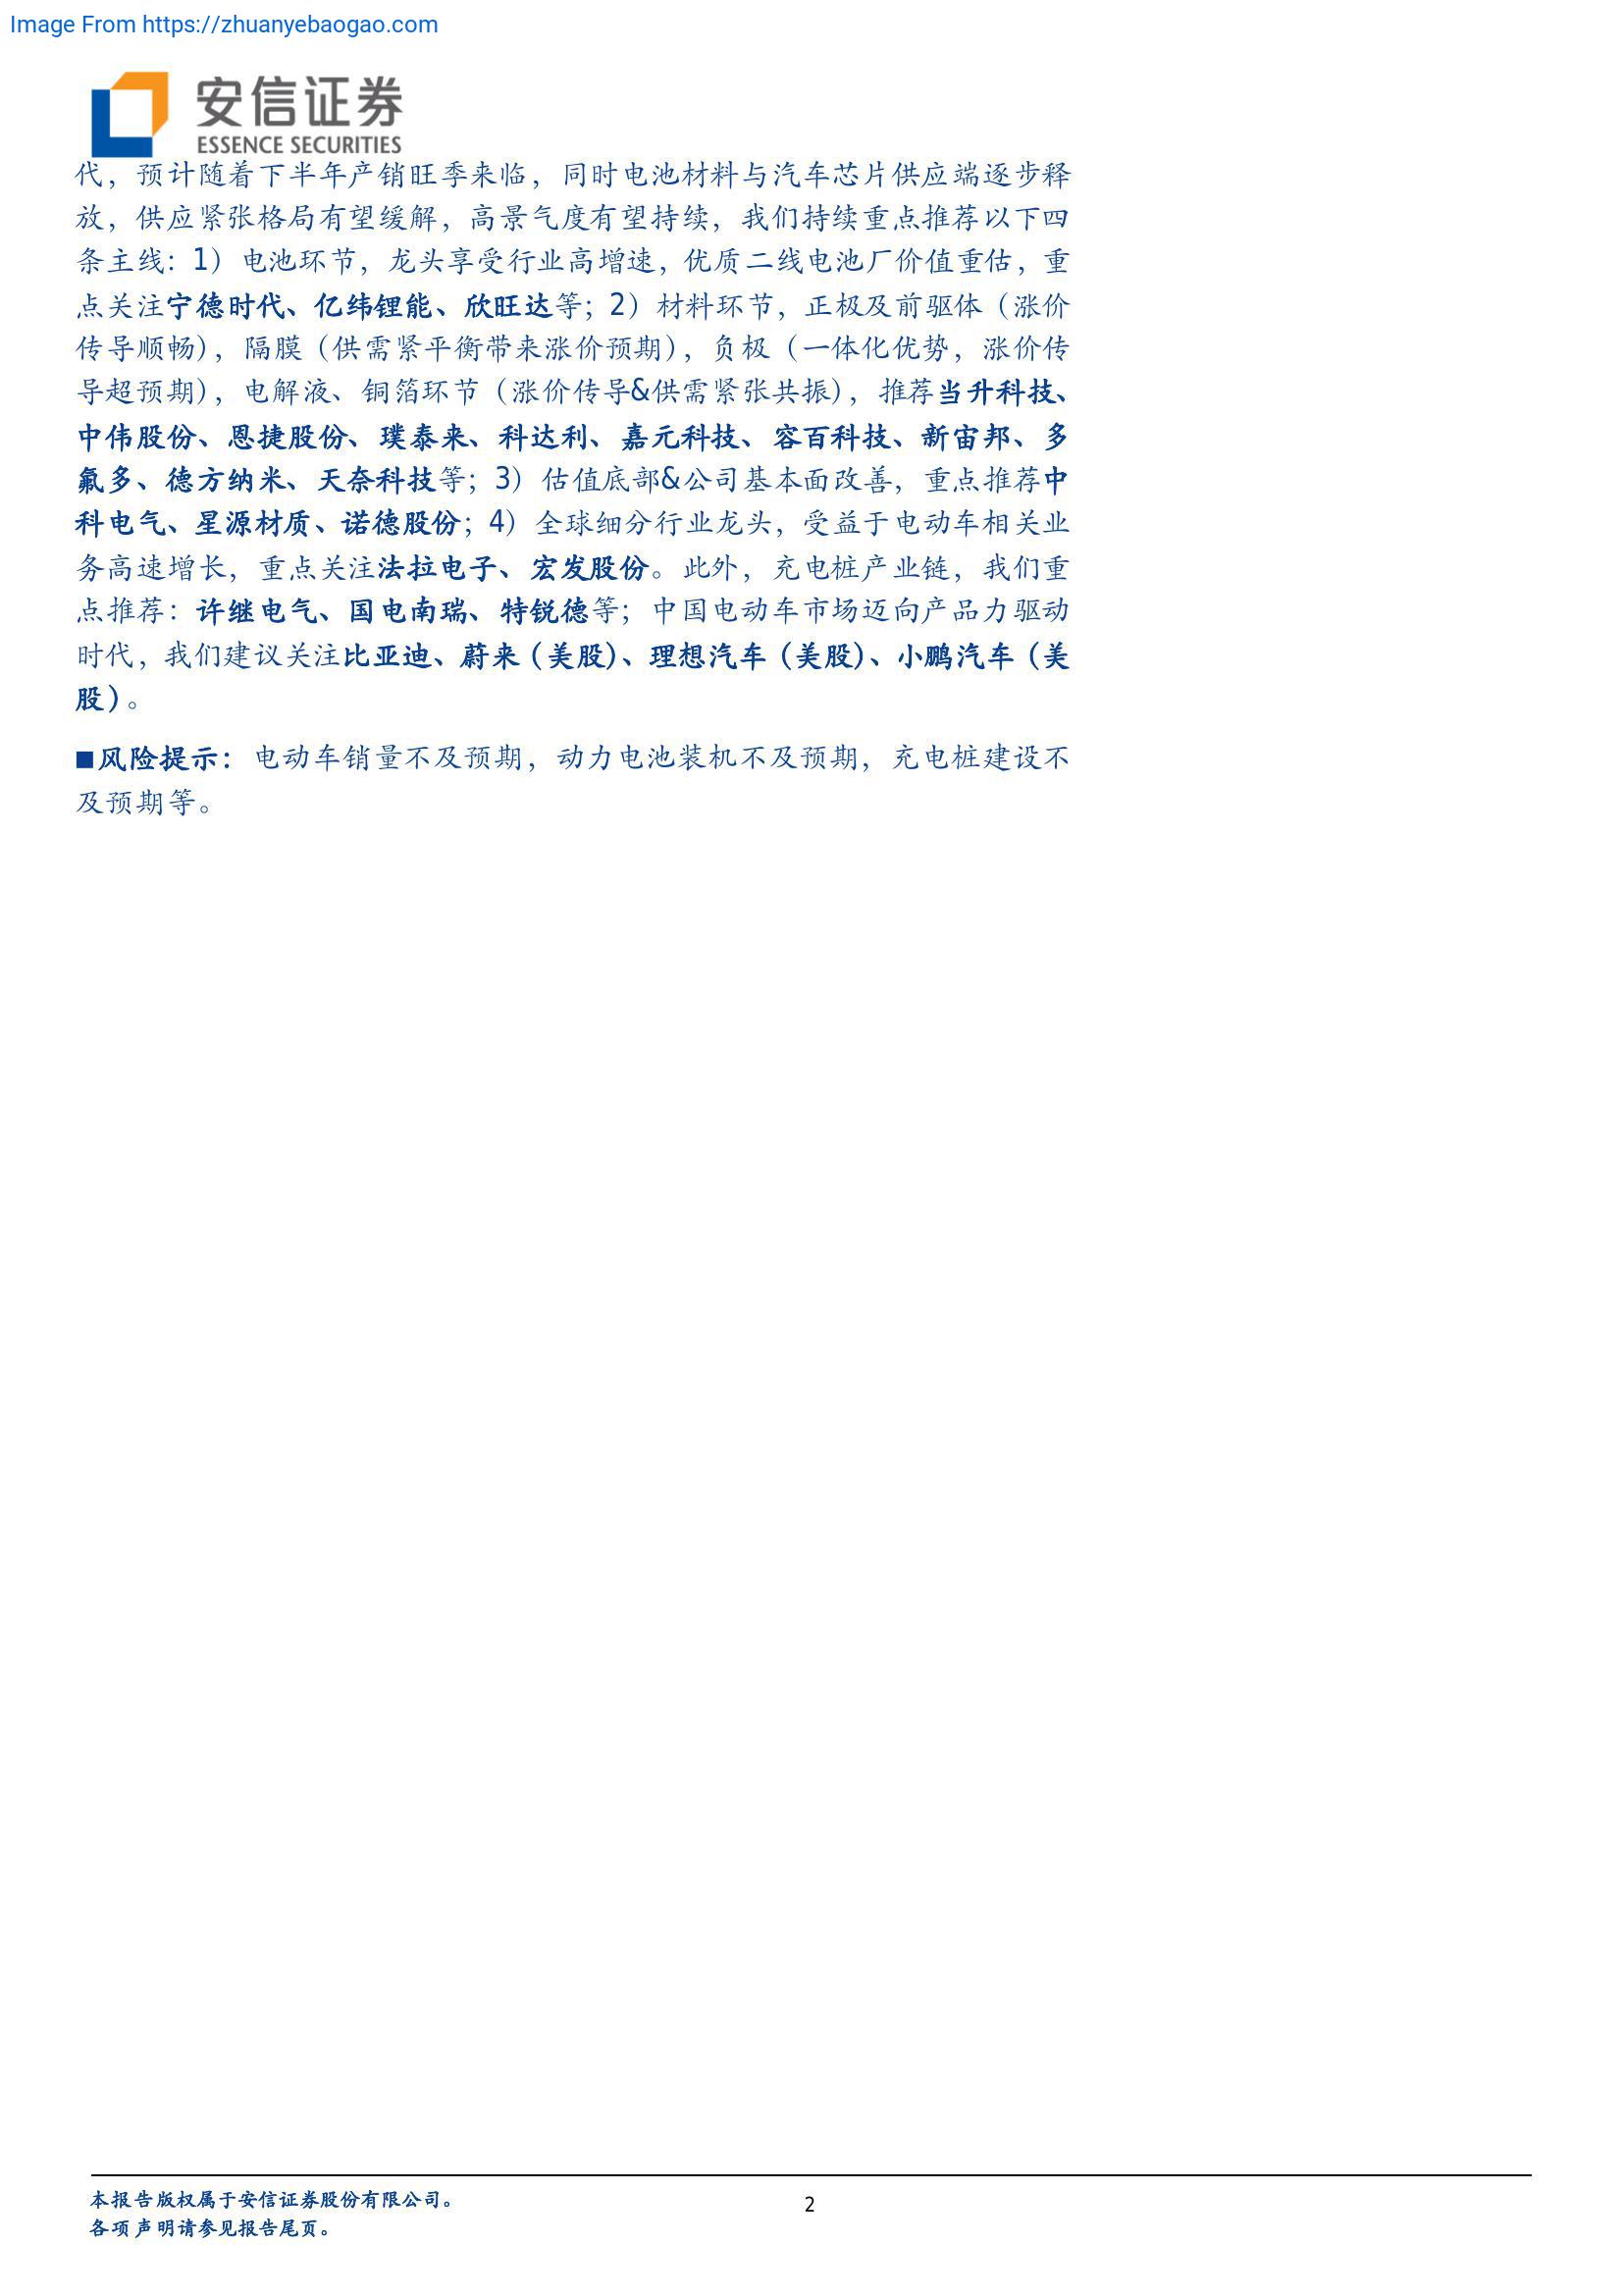 Image From https://zhuanyebaogao.com
安信证券
ESSENCE SECURITIES
代，预计随着下半年产销旺季来临，同时电池材料与汽车芯片供应端逐步释
放，供应紧张格局有望缓解，高景气度有望持续，我们持续重点推荐以下四
条主线：1）电池环节，龙头享受行业高增速，优质二线电池厂价值重估，重
点关注宁德时代、亿纬锂能、欣旺达等；2）材料环节，正极及前驱体（涨价
传导顺畅），隔膜（供需紧平衡带来涨价预期），负极（一体化优势，涨价传
导超预期），电解液、铜箔环节（涨价传导&供需紧张共振），推荐当升科技、
中伟股份、恩捷股份、璞泰来、科达利、嘉元科技、容百科技、新宙邦、多
氟多、德方纳米、天奈科技等；3）估值底部&公司基本面改善，重点推荐中
科电气、星源材质、诺德股份；4）全球细分行业龙头，受益于电动车相关业
务高速增长，重点关注法拉电子、宏发股份。此外，充电桩产业链，我们重
点推荐：许继电气、国电南瑞、特锐德等；中国电动车市场迈向产品力驱动
时代，我们建议关注比亚迪、蔚来（美股）、理想汽车（美股）、小鹏汽车（美
股）。
■风险提示：电动车销量不及预期，动力电池装机不及预期，充电桩建设不
及预期等。
本报告版权属于安信证券股份有限公司。
各项声明请参见报告尾页。
2